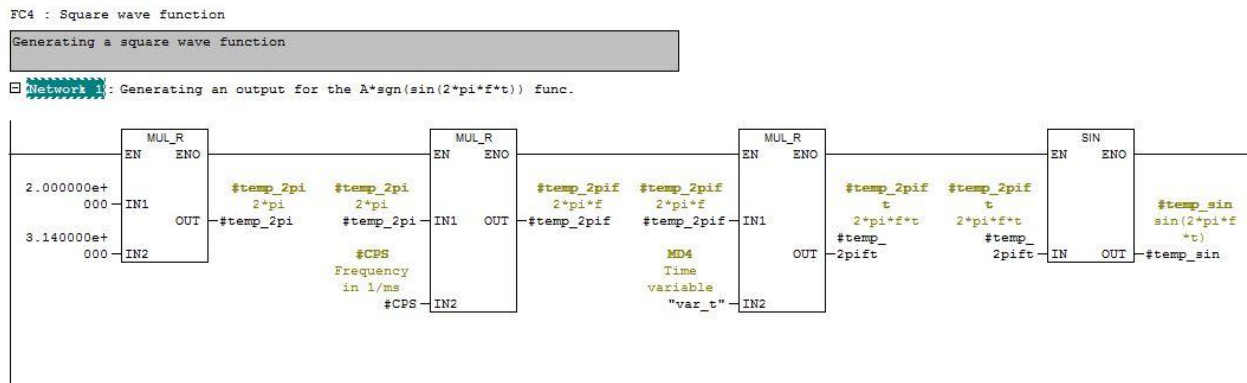 FC4 : Square wave function
Generating a square wave function
Network 1: Generating an output for the A*sgn(sin(2*pi*f*t)) func.
MUL_R MUL_R MUL_R SIN
EN ENO EN ENO EN ENO EN ENO
2.000000e+ #temp_2pi #temp_2pi #temp_2pif #temp_2pif #temp_2pif #temp_2pif #temp_sin
000 IN1 2*pi 2*pi 2*pi*f 2*pi*f t t sin(2*pi*f
OUT #temp_2pi #temp_2pi IN1 OUT #temp_2pif #temp_2pif IN1 2*pi*f*t 2*pi*f*t *t)
3.140000e+ #temp_ #temp_
000 IN2 #CPS MD4 OUT 2pift 2pift IN OUT #temp_sin
Frequency Time
in 1/ms variable
#CPS IN2 "var_t" IN2